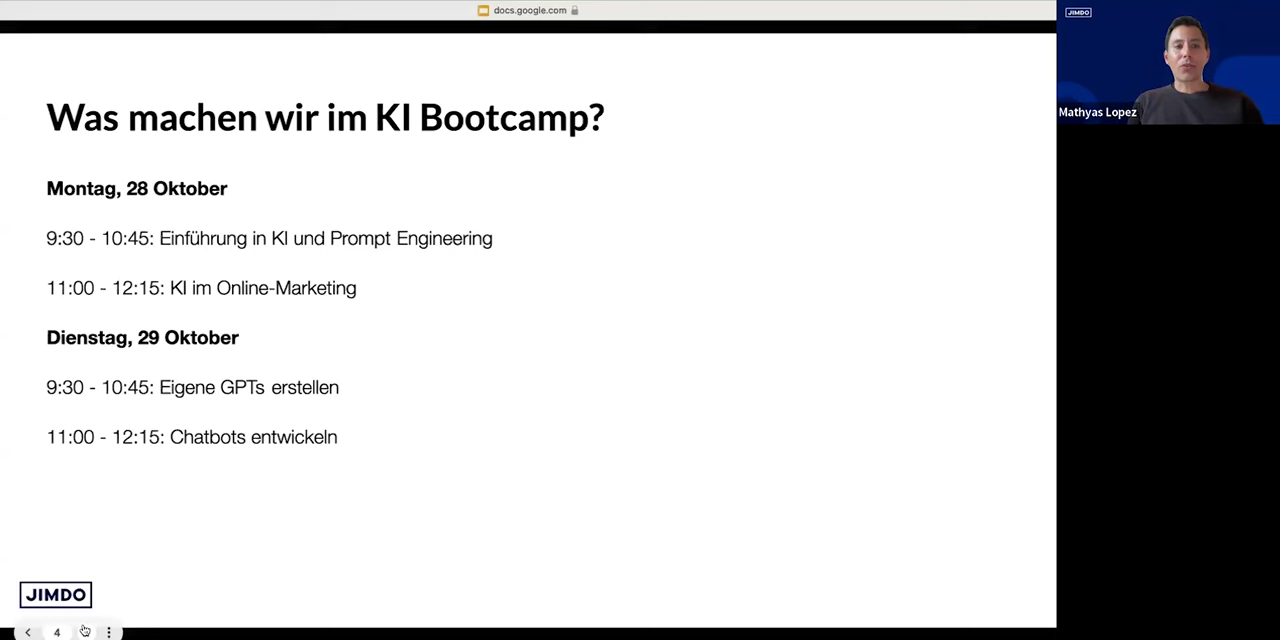 docs.google.com
JIMDO
Mathyas Lopez
Was machen wir im KI Bootcamp?
Montag, 28 Oktober
9:30 - 10:45: Einführung in KI und Prompt Engineering
11:00 - 12:15: KI im Online-Marketing
Dienstag, 29 Oktober
9:30 - 10:45: Eigene GPTs erstellen
11:00 - 12:15: Chatbots entwickeln
JIMDO
4